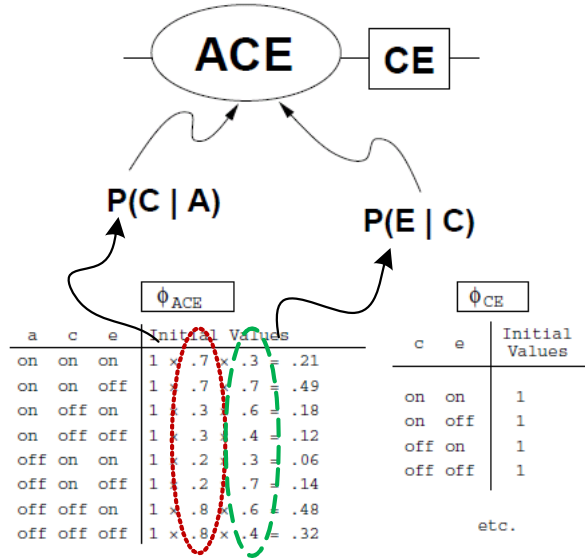 ACE
CE
P(C | A)
P(E | C)
ϕACE
ϕCE
a c e Initial Values
on on on 1 × .7 × .3 = .21
on on off 1 × .7 × .7 = .49
on off on 1 × .3 × .6 = .18
on off off 1 × .3 × .4 = .12
off on on 1 × .2 × .3 = .06
off on off 1 × .2 × .7 = .14
off off on 1 × .8 × .6 = .48
off off off 1 × .8 × .4 = .32
c e Initial
Values
on on 1
on off 1
off on 1
off off 1
etc.